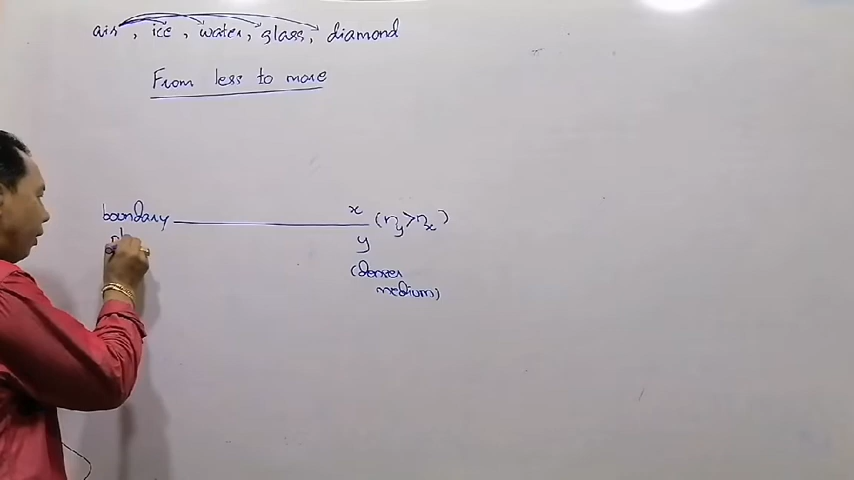 air, ice, water, glass, diamond
From less to more
boundary x (ny>nx)
y
(denser
medium)